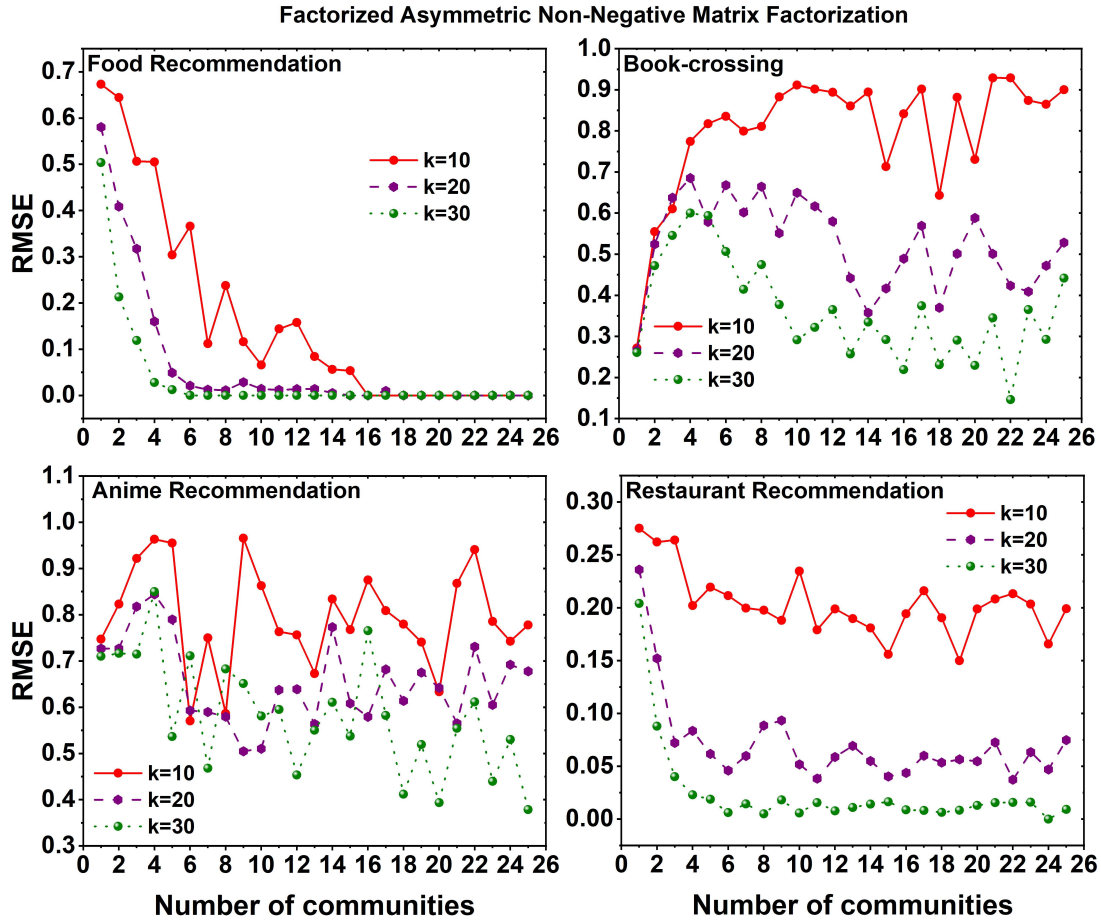 Factorized Asymmetric Non-Negative Matrix Factorization
Food Recommendation
RMSE
0.7
0.6
0.5
0.4
0.3
0.2
0.1
0.0
k=10
k=20
k=30
0 2 4 6 8 10 12 14 16 18 20 22 24 26
Book-crossing
1.0
0.9
0.8
0.7
0.6
0.5
0.4
0.3
0.2
0.1
k=10
k=20
k=30
0 2 4 6 8 10 12 14 16 18 20 22 24 26
Anime Recommendation
RMSE
1.1
1.0
0.9
0.8
0.7
0.6
0.5
0.4
0.3
k=10
k=20
k=30
0 2 4 6 8 10 12 14 16 18 20 22 24 26
Number of communities
Restaurant Recommendation
0.30
0.25
0.20
0.15
0.10
0.05
0.00
k=10
k=20
k=30
0 2 4 6 8 10 12 14 16 18 20 22 24 26
Number of communities